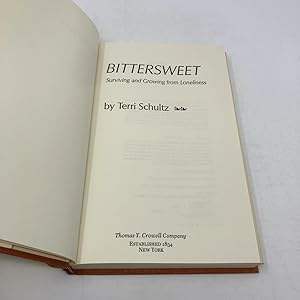 BITTERSWEET
Surviving and Growing from Loneliness
by Terri Schultz
Thomas Y. Crowell Company
ESTABLISHED 1834
NEW YORK